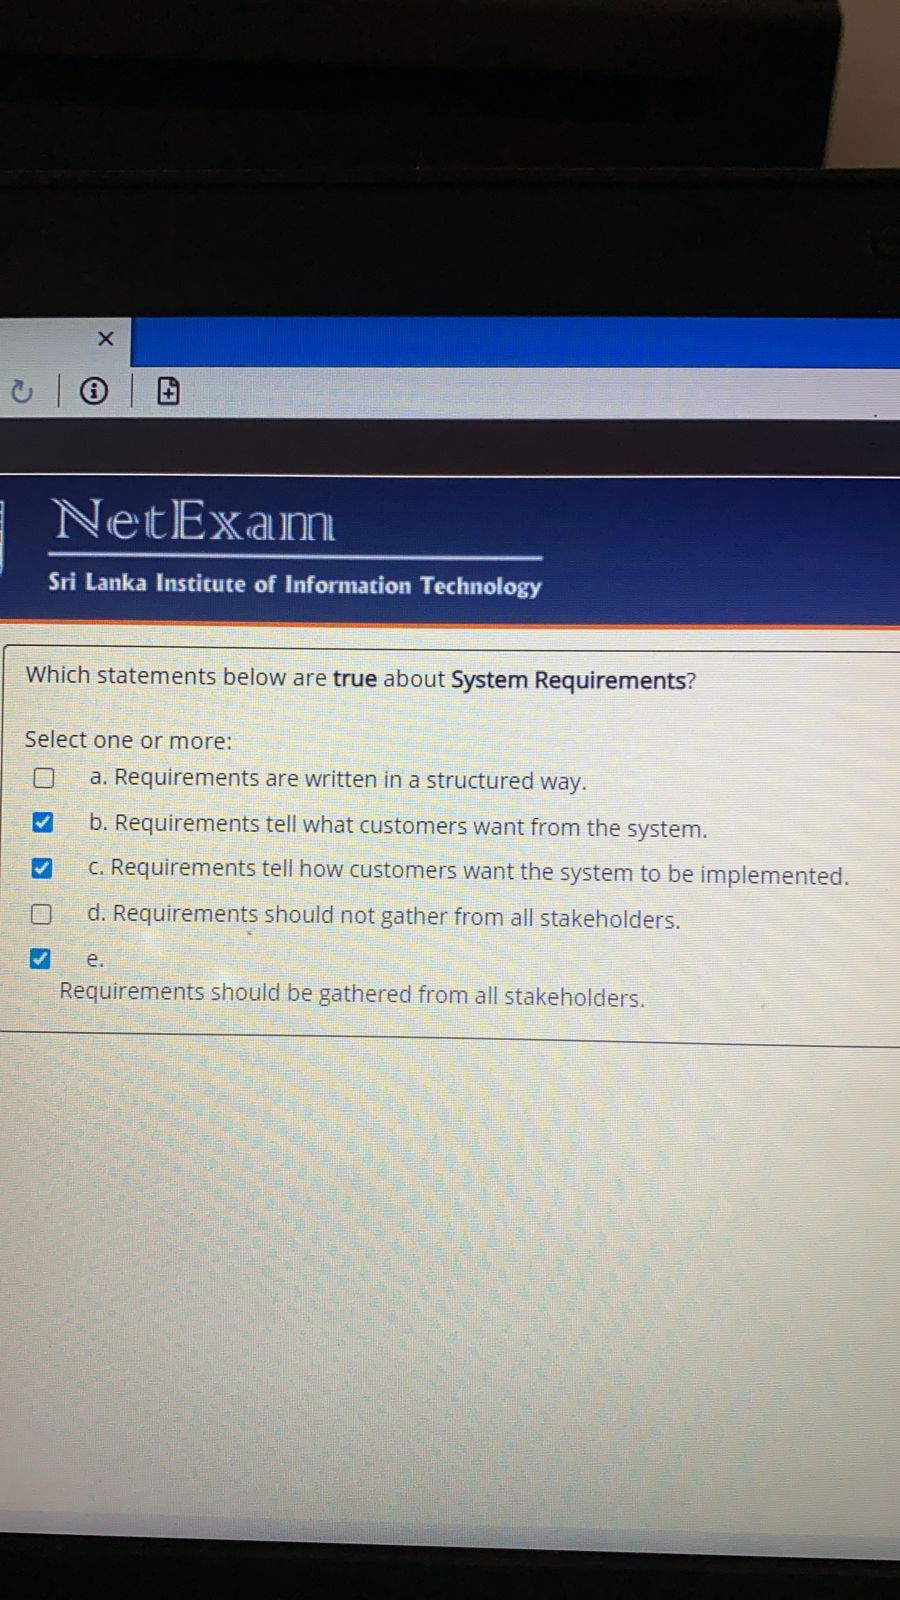 NetExam
Sri Lanka Institute of Information Technology
Which statements below are true about System Requirements?
Select one or more:
a. Requirements are written in a structured way.
b. Requirements tell what customers want from the system.
c. Requirements tell how customers want the system to be implemented.
d. Requirements should not gather from all stakeholders.
e.
Requirements should be gathered from all stakeholders.